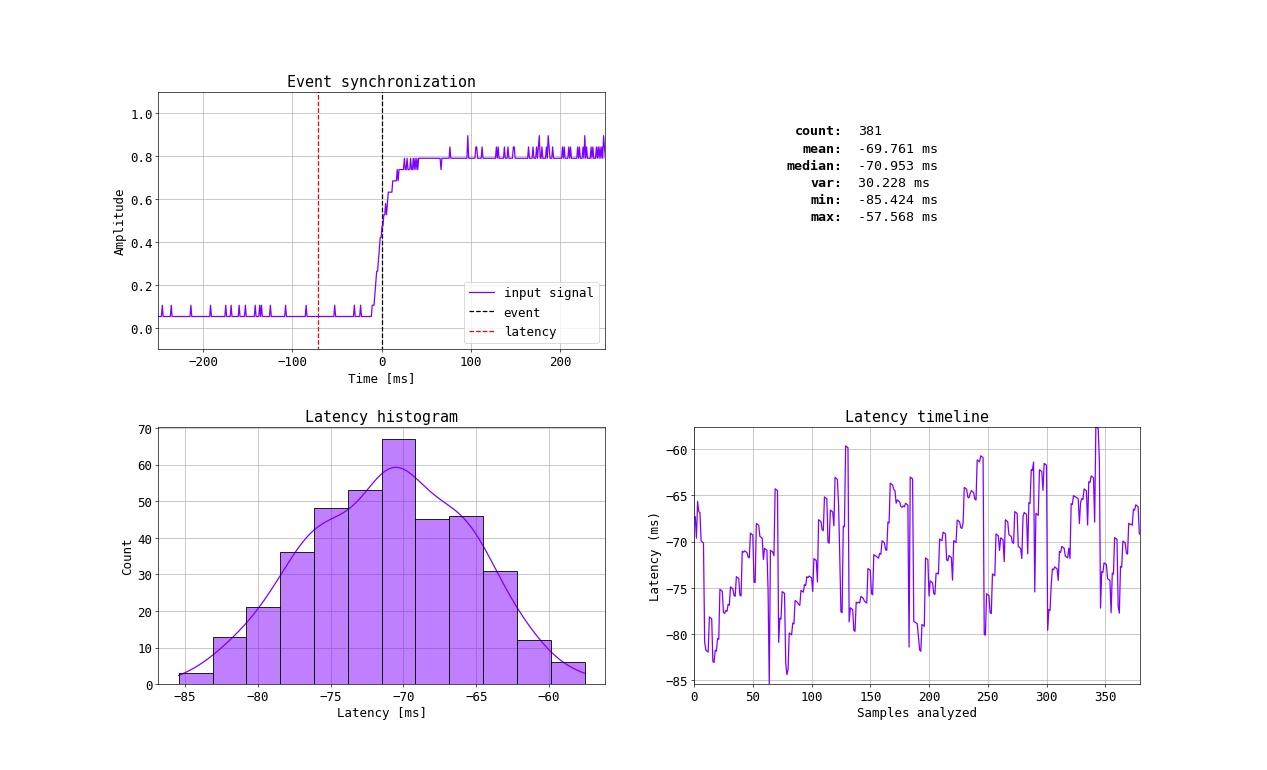 Event synchronization
1.0
0.8
0.6
0.4
0.2
0.0
Amplitude
input signal
event
latency
−200 −100 0 100 200
Time [ms]
count: 381
mean: -69.761 ms
median: -70.953 ms
var: 30.228 ms
min: -85.424 ms
max: -57.568 ms
Latency histogram
70
60
50
40
30
20
10
0
Count
−85 −80 −75 −70 −65 −60
Latency [ms]
Latency timeline
−60
−65
−70
−75
−80
−85
Latency (ms)
0 50 100 150 200 250 300 350
Samples analyzed